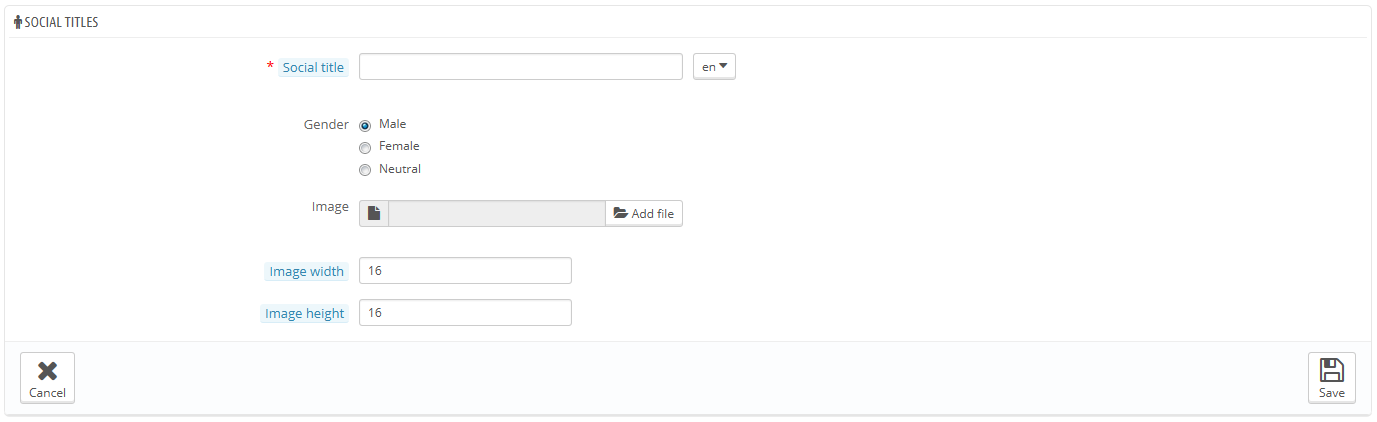 SOCIAL TITLES
* Social title en
Gender Male
Female
Neutral
Image Add file
Image width 16
Image height 16
Cancel Save